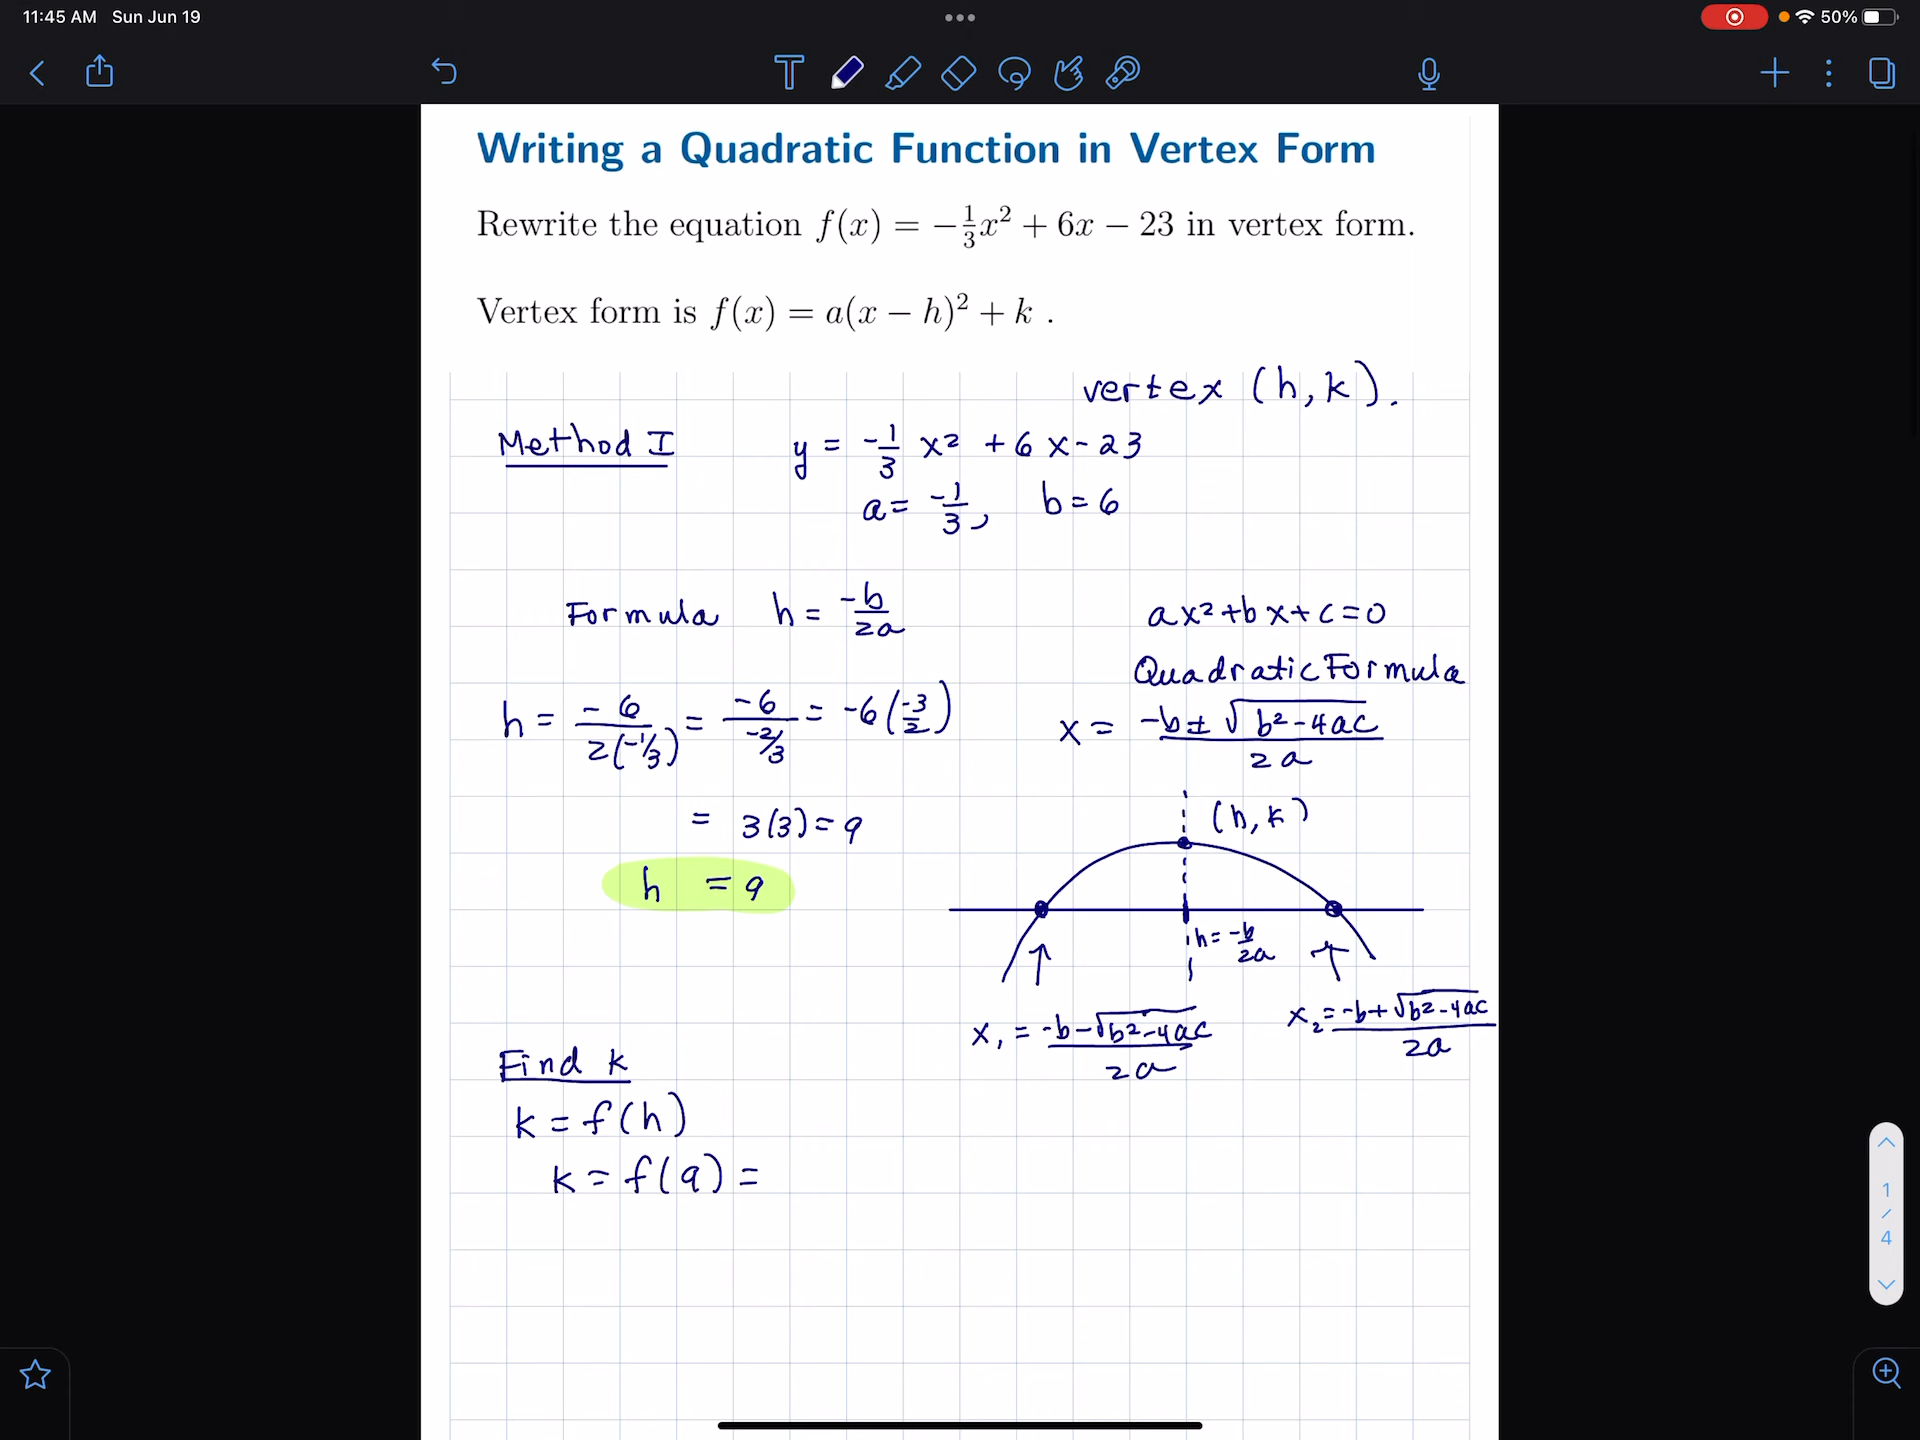 11:45 AM Sun Jun 19
50%
Writing a Quadratic Function in Vertex Form
Rewrite the equation f(x) = −1/3x² + 6x − 23 in vertex form.
Vertex form is f(x) = a(x − h)² + k .
vertex (h, k).
Method I y = -1/3 x² + 6x - 23
a = -1/3, b = 6
Formula h = -b/2a
ax² + bx + c = 0
Quadratic Formula
h = -6/2(-1/3) = -6/-2/3 = -6(-3/2)
x = -b ± √b²-4ac / 2a
= 3(3) = 9
(h, k)
h = 9
h = -b/2a
x₁ = -b - √b²-4ac / 2a
x₂ = -b + √b²-4ac / 2a
Find k
k = f(h)
k = f(9) =
1
/
4